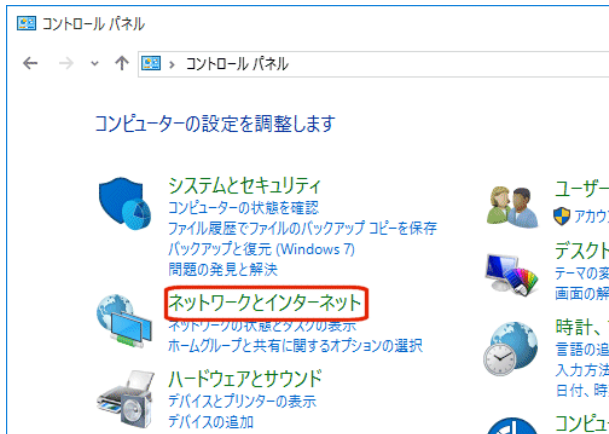 コントロール パネル
コントロール パネル
コンピューターの設定を調整します
システムとセキュリティ
コンピューターの状態を確認
ファイル履歴でファイルのバックアップ コピーを保存
バックアップと復元 (Windows 7)
問題の発見と解決
ネットワークとインターネット
ネットワークの状態とタスクの表示
ホームグループと共有に関するオプションの選択
ハードウェアとサウンド
デバイスとプリンターの表示
デバイスの追加
ユーザー
アカウ
デスクト
テーマの変
画面の解
時計、
言語の追
入力方法
日付、時
コンピュ